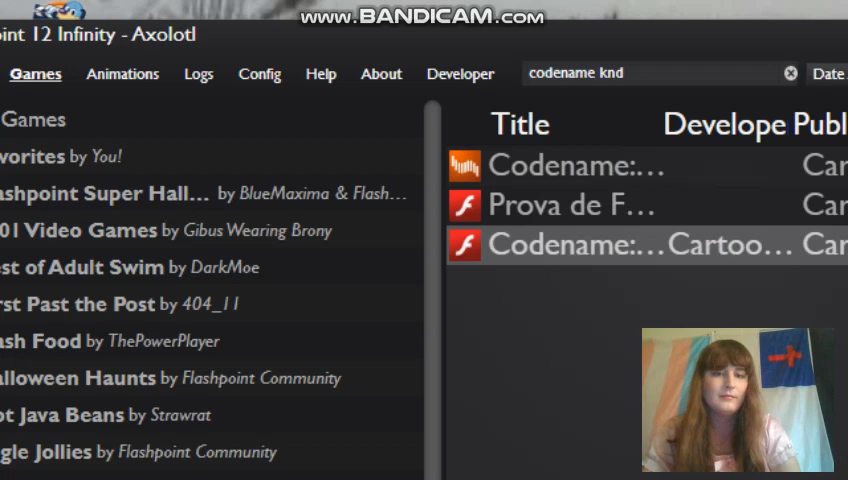 www.BANDICAM.com
oint 12 Infinity - Axolotl
Games Animations Logs Config Help About Developer codename knd Date
Games
Title Develope Publ
vorites by You!
Codename:... Car
ashpoint Super Hall... by BlueMaxima & Flash...
Prova de F... Car
01 Video Games by Gibus Wearing Brony
Codename:... Cartoo... Car
est of Adult Swim by DarkMoe
rst Past the Post by 404_11
ash Food by ThePowerPlayer
alloween Haunts by Flashpoint Community
ot Java Beans by Strawrat
gle Jollies by Flashpoint Community